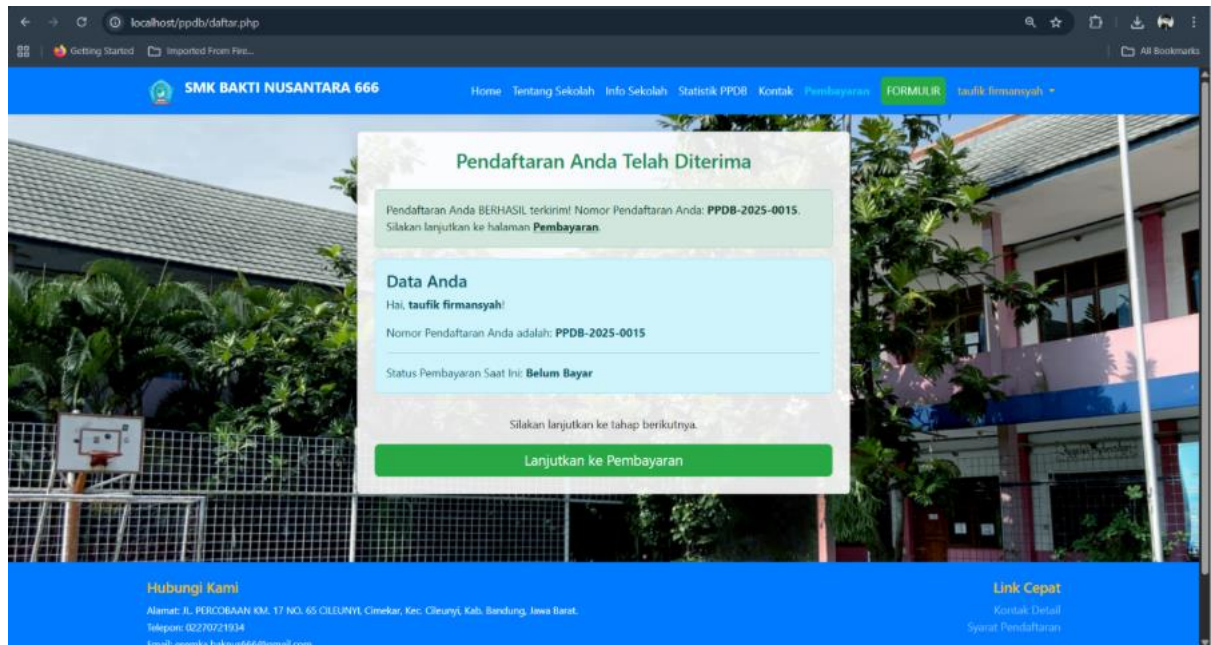 localhost/ppdb/daftar.php
Getting Started Imported From Fire...
All Bookmarks
SMK BAKTI NUSANTARA 666
Home Tentang Sekolah Info Sekolah Statistik PPDB Kontak Pembayaran FORMULIR taufik firmansyah
Pendaftaran Anda Telah Diterima
Pendaftaran Anda BERHASIL terkirim! Nomor Pendaftaran Anda: PPDB-2025-0015.
Silakan lanjutkan ke halaman Pembayaran.
Data Anda
Hai, taufik firmansyah!
Nomor Pendaftaran Anda adalah: PPDB-2025-0015
Status Pembayaran Saat Ini: Belum Bayar
Silakan lanjutkan ke tahap berikutnya.
Lanjutkan ke Pembayaran
Hubungi Kami
Alamat: JL. PERCOBAAN KM. 17 NO. 65 CILEUNYI, Cimekar, Kec. Cileunyi, Kab. Bandung, Jawa Barat.
Telepon: 02270721934
Link Cepat
Kontak Detail
Syarat Pendaftaran